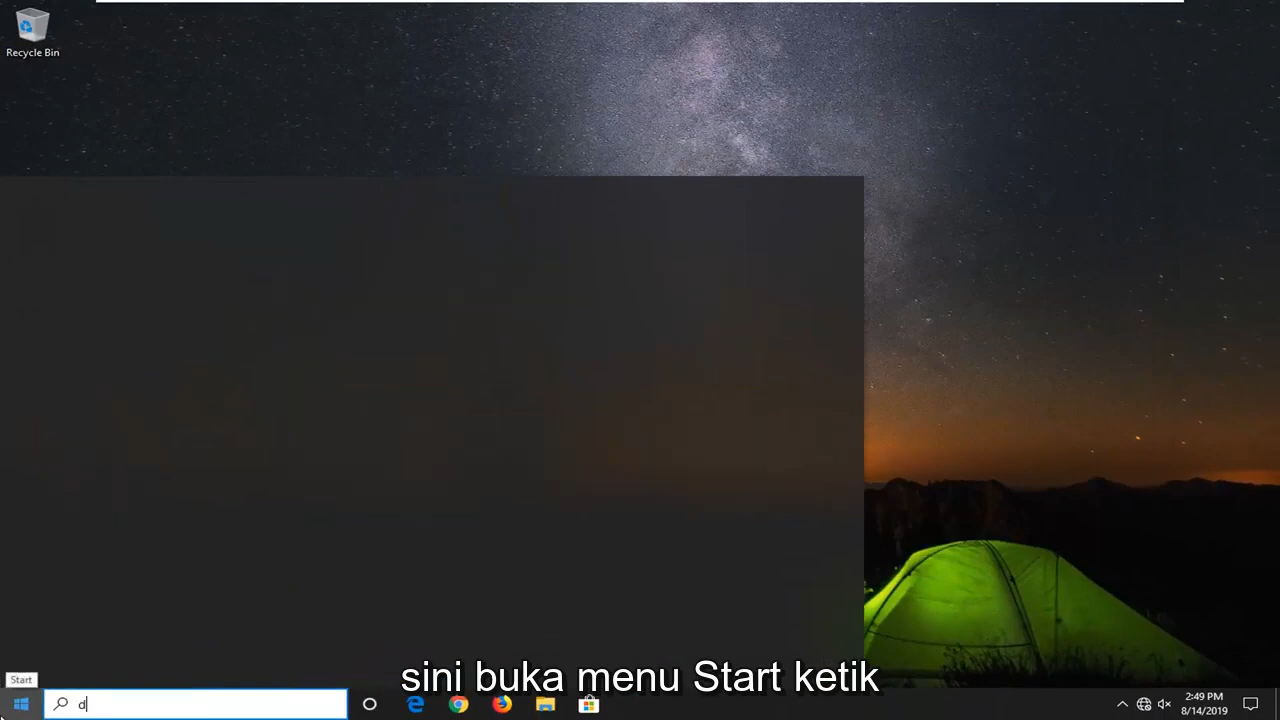 Recycle Bin
sini buka menu Start ketik
Start
d
2:49 PM
8/14/2019